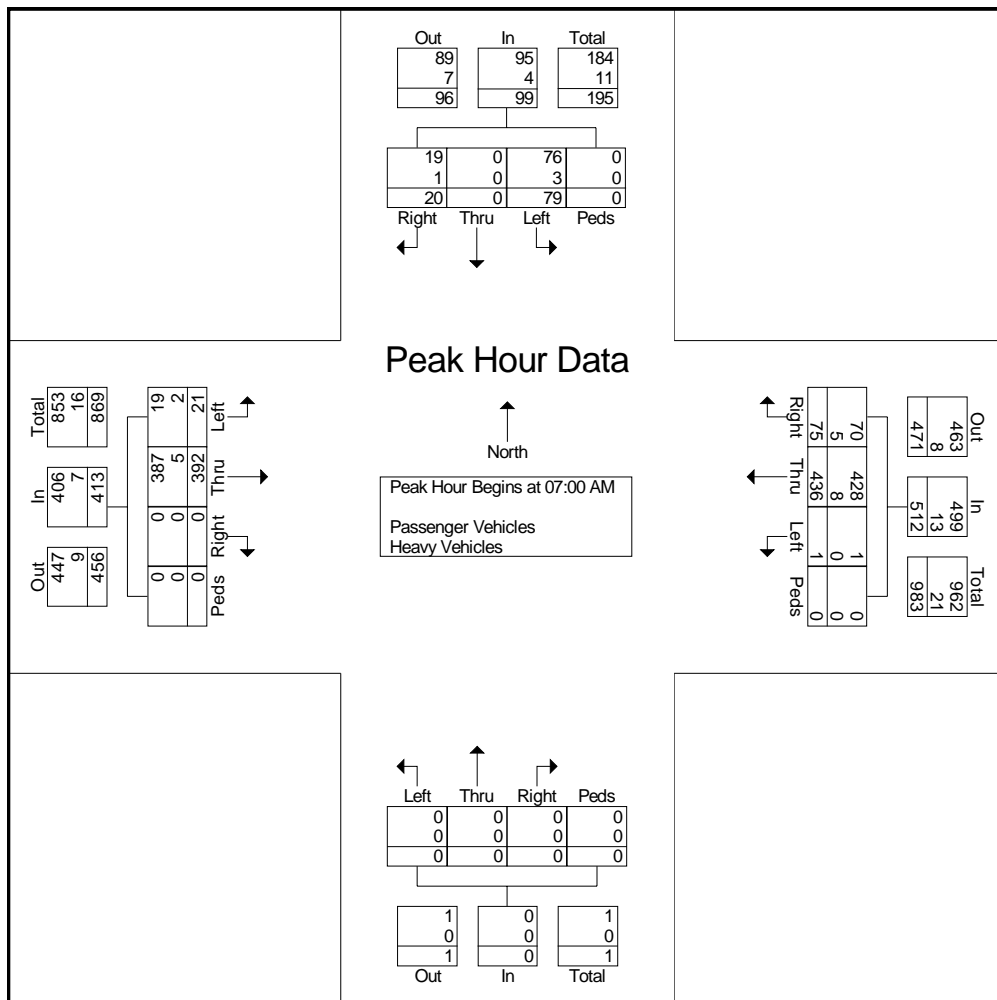 Out In Total
89 95 184
7 4 11
96 99 195
19 0 76 0
1 0 3 0
20 0 79 0
Right Thru Left Peds
Peak Hour Data
North
Peak Hour Begins at 07:00 AM
Passenger Vehicles
Heavy Vehicles
Out In Total
447 406 853
9 7 16
456 413 869
0 0 387 19
0 0 5 2
0 0 392 21
Peds Right Thru Left
Out In Total
463 499 962
8 13 21
471 512 983
70 428 1 0
5 8 0 0
75 436 1 0
Right Thru Left Peds
Left Thru Right Peds
0 0 0 0
0 0 0 0
0 0 0 0
1 0 1
0 0 0
1 0 1
Out In Total